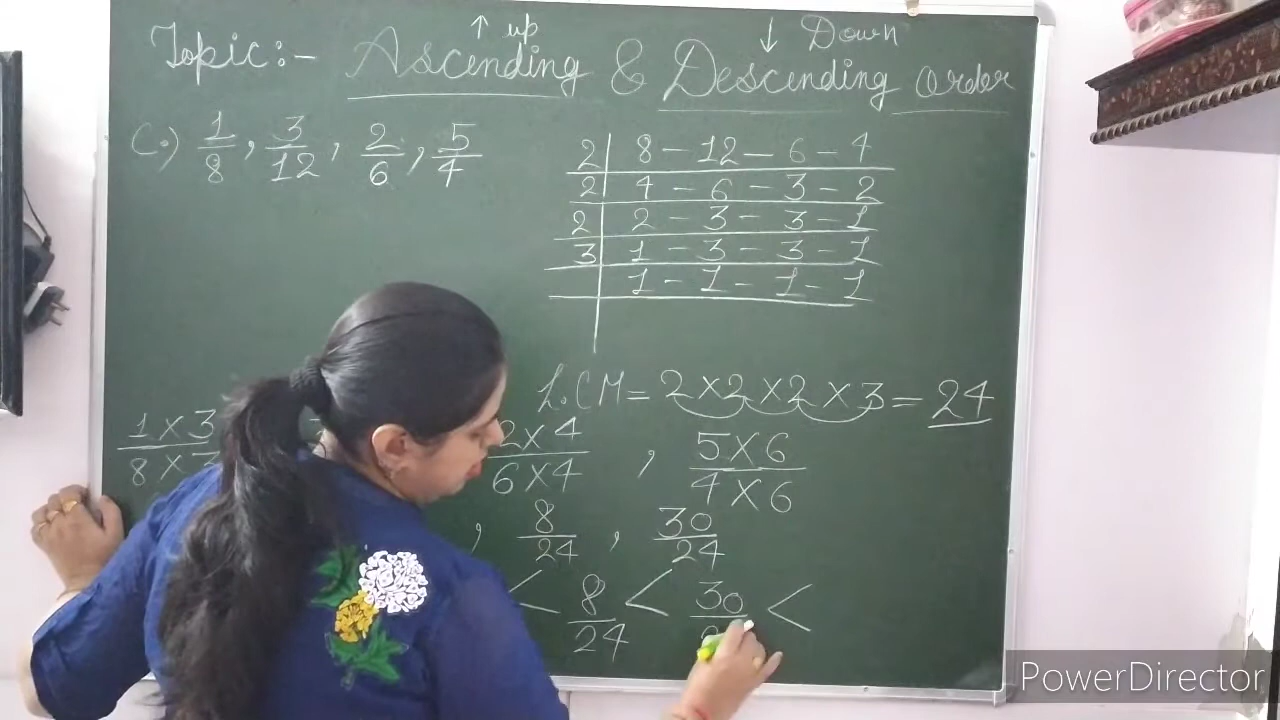 ↑ up ↓ Down
Topic:- Ascending & Descending order
C.) 1/8, 3/12, 2/6, 5/4
2 | 8 - 12 - 6 - 4
2 | 4 - 6 - 3 - 2
2 | 2 - 3 - 3 - 1
3 | 1 - 3 - 3 - 1
1 - 1 - 1 - 1
L.CM = 2 × 2 × 2 × 3 = 24
1 × 3 / 8 × 2 × 4 / 6 × 4 , 5 × 6 / 4 × 6
, 8/24 , 30/24
< 8/24 < 30 <
PowerDirector